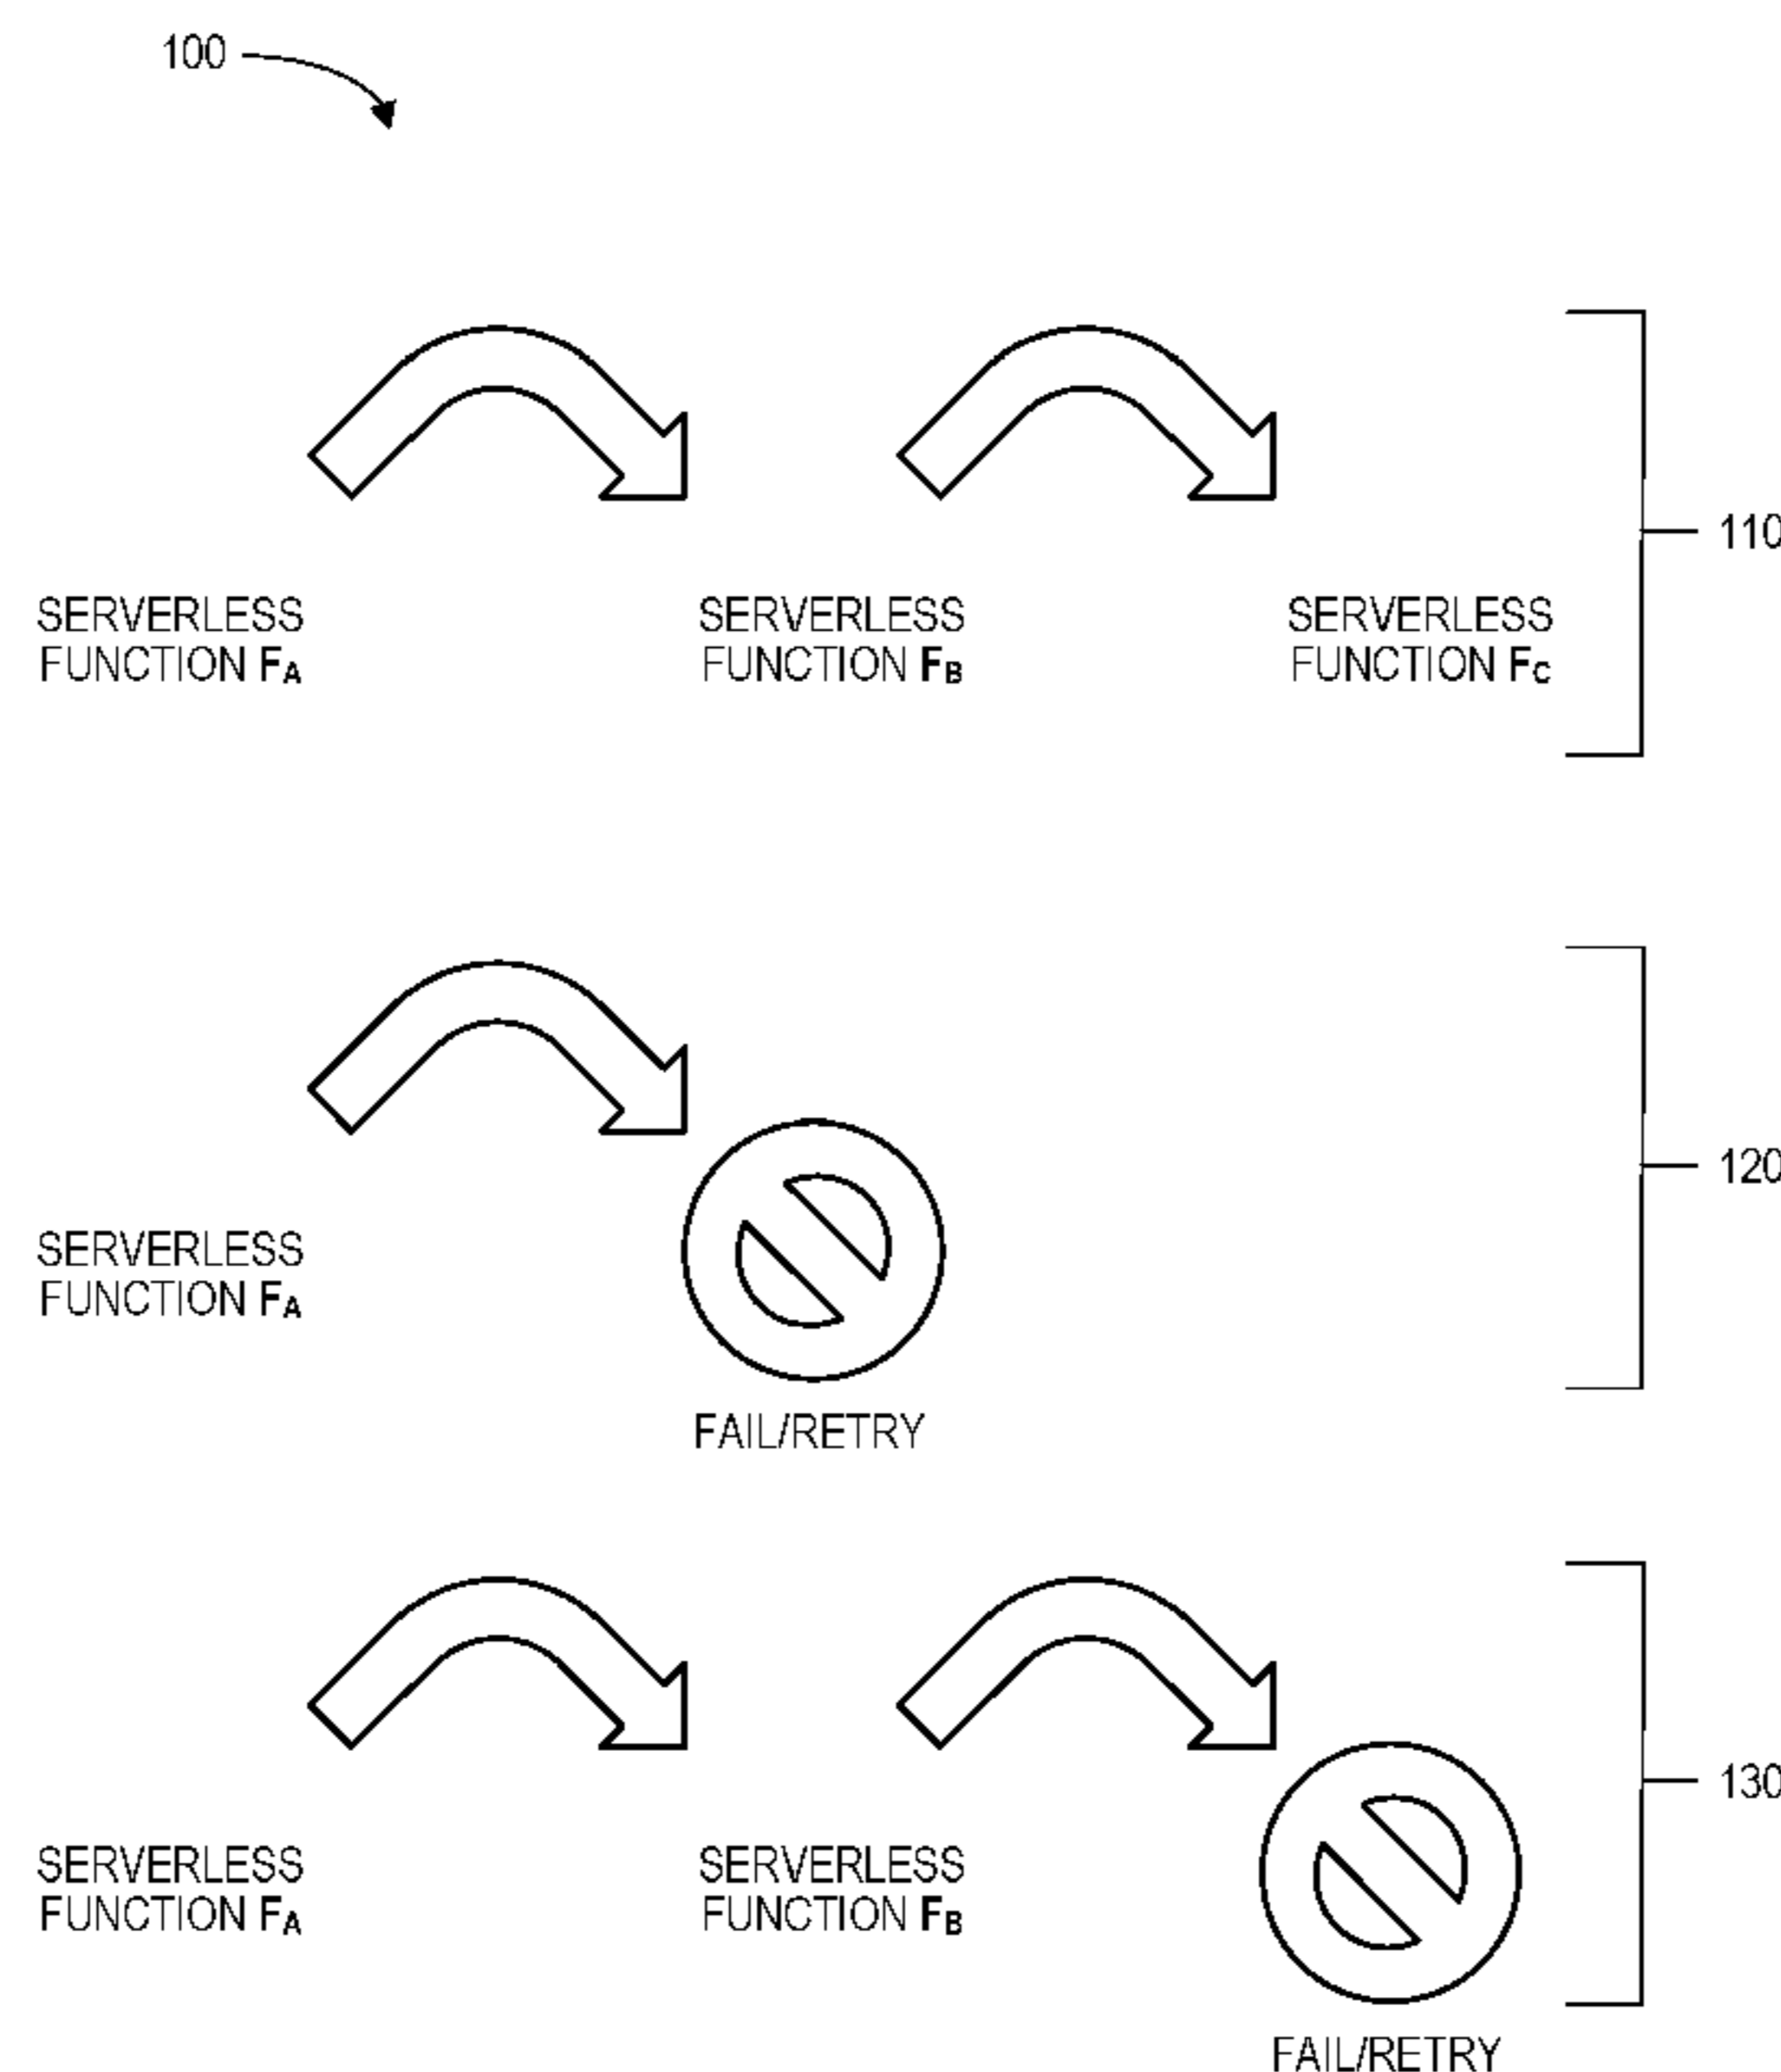 100
SERVERLESS
FUNCTION FA
SERVERLESS
FUNCTION FB
SERVERLESS
FUNCTION FC
110
SERVERLESS
FUNCTION FA
FAIL/RETRY
120
SERVERLESS
FUNCTION FA
SERVERLESS
FUNCTION FB
FAIL/RETRY
130